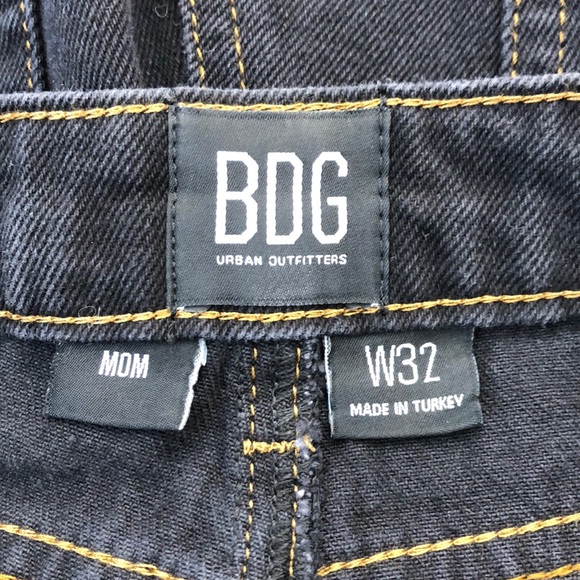 BDG
URBAN OUTFITTERS
MOM
W32
MADE IN TURKEY